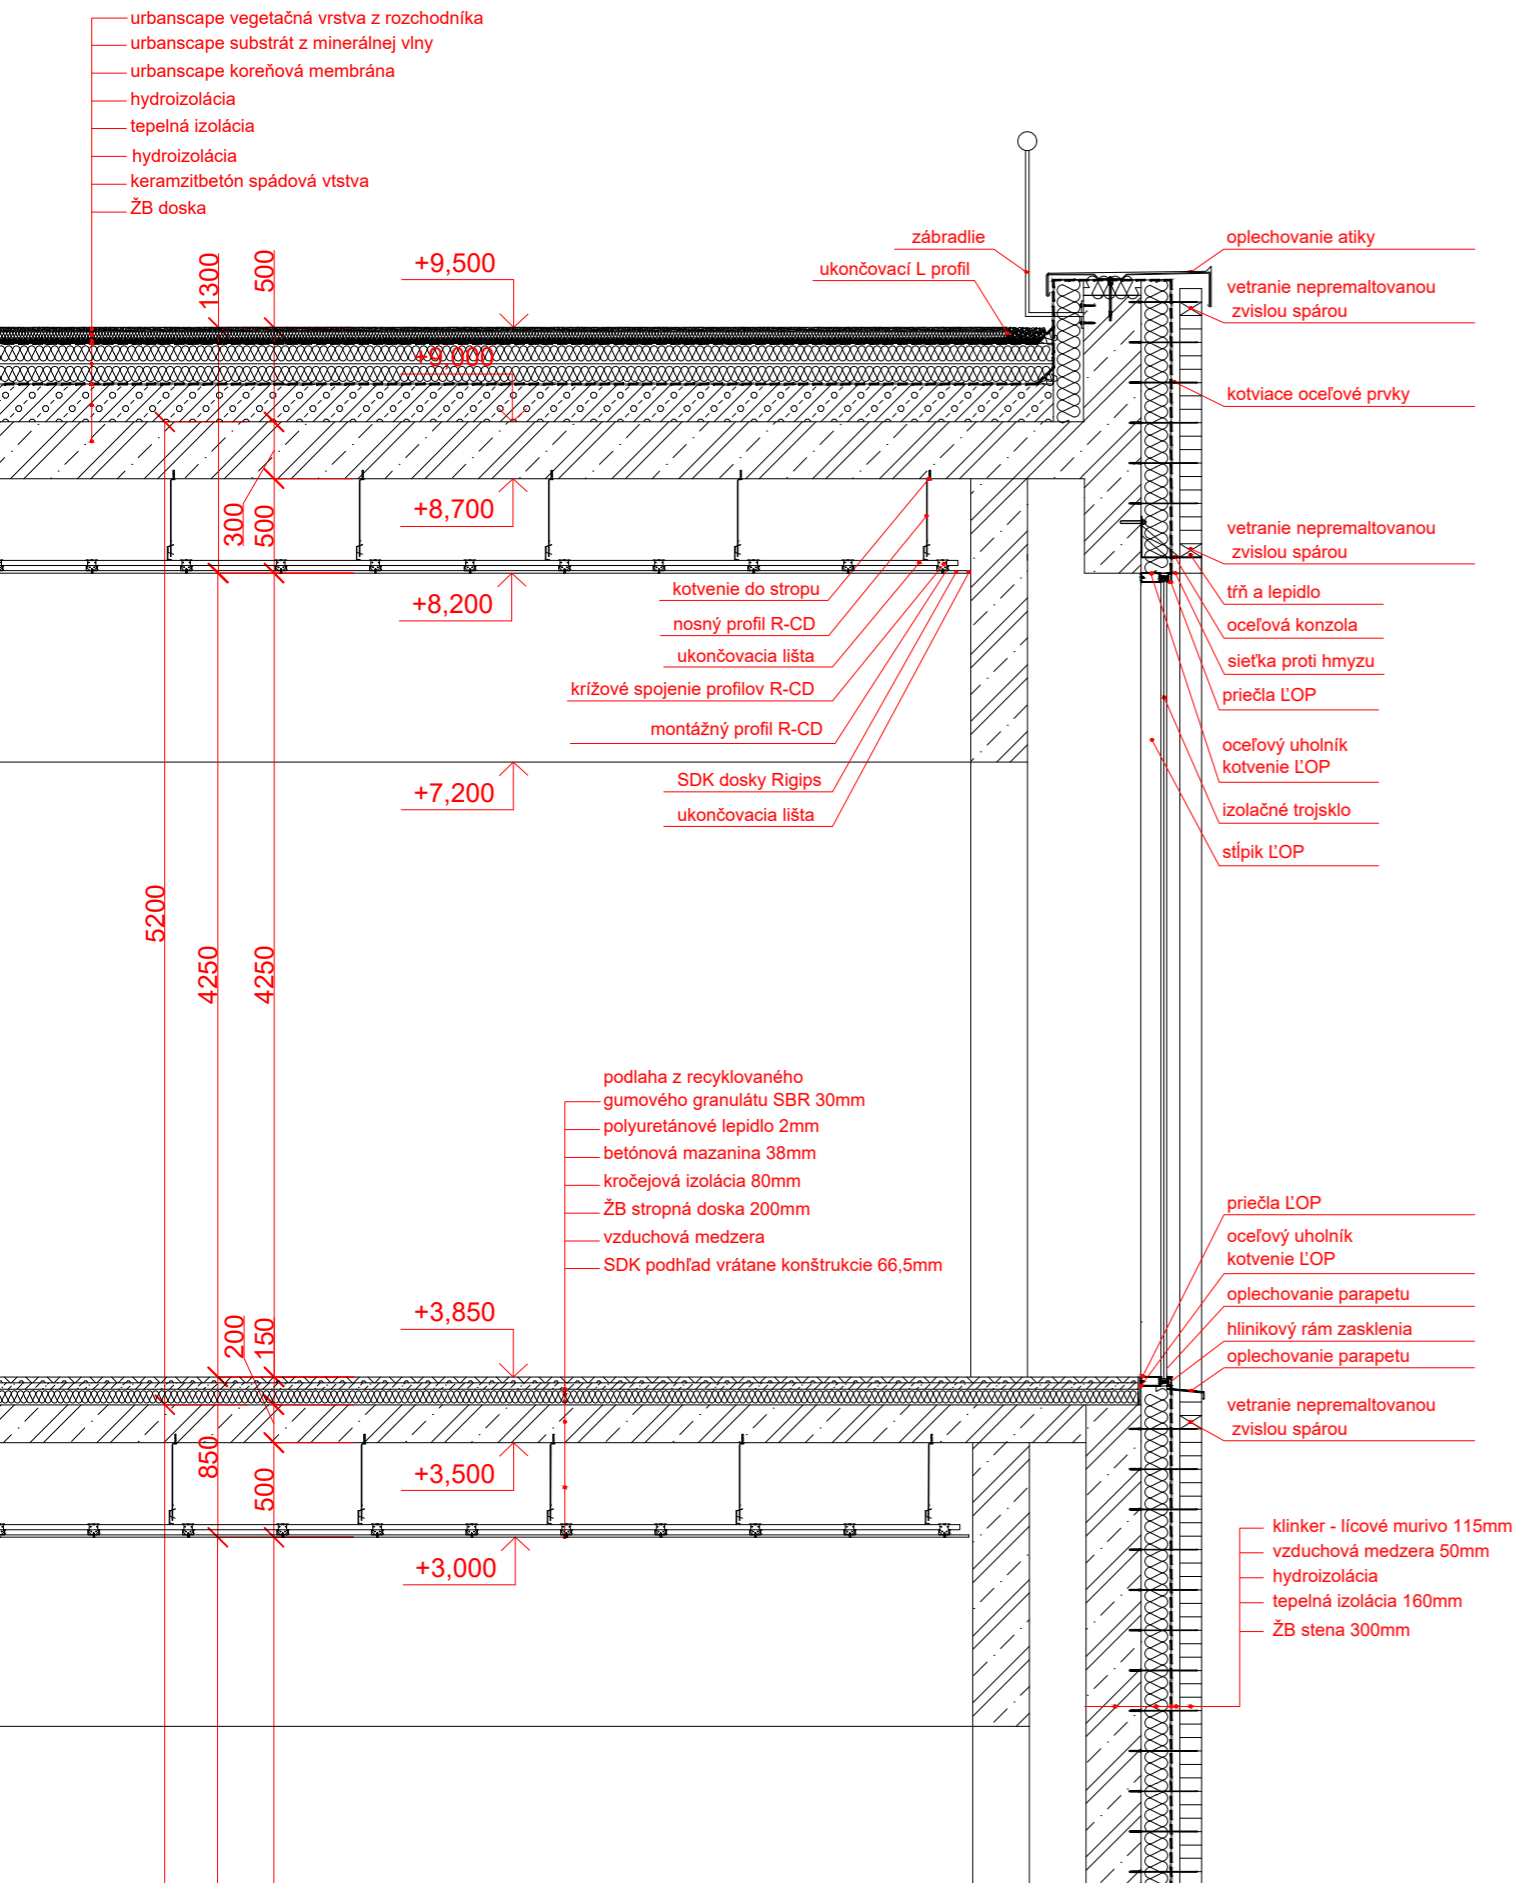 urbanscape vegetačná vrstva z rozchodníka
urbanscape substrát z minerálnej vlny
urbanscape koreňová membrána
hydroizolácia
tepelná izolácia
hydroizolácia
keramzitbetón spádová vtstva
ŽB doska
1300
500
+9,500
+9,000
300
500
+8,700
+8,200
+7,200
zábradlie
ukončovací L profil
oplechovanie atiky
vetranie nepremaltovanou
zvislou spárou
kotviace oceľové prvky
vetranie nepremaltovanou
zvislou spárou
tŕň a lepidlo
oceľová konzola
sieťka proti hmyzu
priečla ĽOP
oceľový uholník
kotvenie ĽOP
izolačné trojsklo
stĺpik ĽOP
kotvenie do stropu
nosný profil R-CD
ukončovacia lišta
krížové spojenie profilov R-CD
montážný profil R-CD
SDK dosky Rigips
ukončovacia lišta
5200
4250
4250
podlaha z recyklovaného
gumového granulátu SBR 30mm
polyuretánové lepidlo 2mm
betónová mazanina 38mm
kročejová izolácia 80mm
ŽB stropná doska 200mm
vzduchová medzera
SDK podhľad vrátane konštrukcie 66,5mm
+3,850
200
150
850
500
+3,500
+3,000
priečla ĽOP
oceľový uholník
kotvenie ĽOP
oplechovanie parapetu
hlinikový rám zasklenia
oplechovanie parapetu
vetranie nepremaltovanou
zvislou spárou
klinker - lícové murivo 115mm
vzduchová medzera 50mm
hydroizolácia
tepelná izolácia 160mm
ŽB stena 300mm